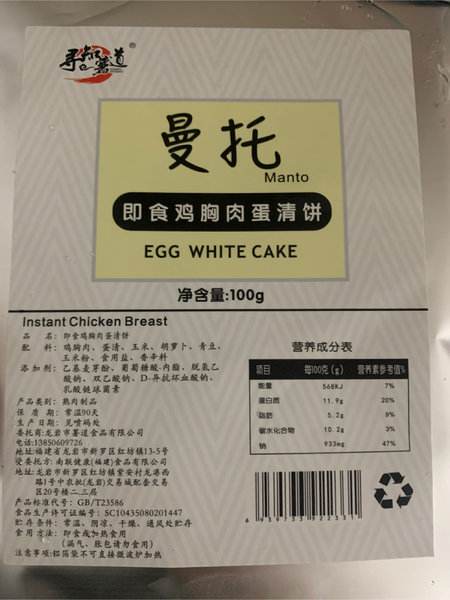 寻知薯道
曼托
Manto
即食鸡胸肉蛋清饼
EGG WHITE CAKE
净含量:100g
Instant Chicken Breast
品 名：即食鸡胸肉蛋清饼
配 料：鸡胸肉、蛋清、玉米、胡萝卜、青豆、
玉米粉、食用盐、香辛料
添加剂：乙基麦芽酚、葡萄糖酸-内酯、脱氢乙
酸钠、双乙酸钠、D-异抗坏血酸钠、
乳酸链球菌素
产品类别：熟肉制品
保 质 期：常温90天
生产日期：见喷码处
委托商:龙岩市薯道食品有限公司
电话:13850609726
地址:福建省龙岩市新罗区红坊镇13-5号
受委托方：南联健康(福建)食品有限公司
地址:龙岩市新罗区红坊镇紫安村龙港西
路1号中农批(龙岩)交易城配套交易
区20号楼二.三层
产品标准代号：GB/T23586
食品生产许可证编号：SC10435080201447
贮存条件：常温、阴凉、干燥、通风处贮存
食用方法：即食或加热食用
(漏气、胀包请勿食用)
注意事项:铝箔袋不可直接微波炉加热
营养成分表
项目 每100克(g) 营养素参考值%
能量 568KJ 7%
蛋白质 11.9g 20%
脂肪 5.2g 9%
碳水化合物 10.2g 3%
钠 933mg 47%
6 939733 922331